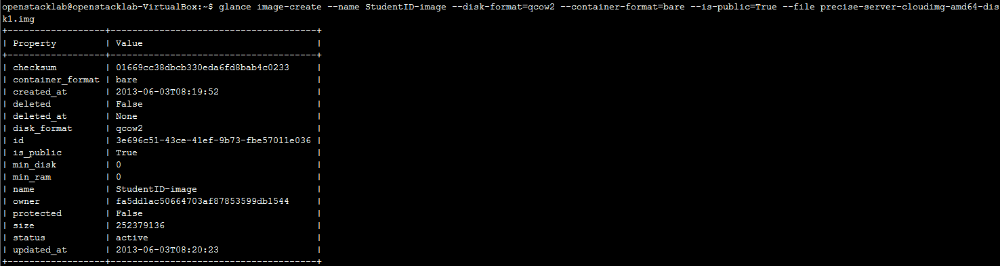 openstacklab@openstacklab-VirtualBox:~$ glance image-create --name StudentID-image --disk-format=qcow2 --container-format=bare --is-public=True --file precise-server-cloudimg-amd64-dis
k1.img
+------------------+--------------------------------------+
| Property         | Value                                |
+------------------+--------------------------------------+
| checksum         | 01669cc38dbcb330eda6fd8bab4c0233     |
| container_format | bare                                 |
| created_at       | 2013-06-03T08:19:52                  |
| deleted          | False                                |
| deleted_at       | None                                 |
| disk_format      | qcow2                                |
| id               | 3e696c51-43ce-41ef-9b73-fbe57011e036 |
| is_public        | True                                 |
| min_disk         | 0                                    |
| min_ram          | 0                                    |
| name             | StudentID-image                      |
| owner            | fa5dd1ac50664703af87853599db1544     |
| protected        | False                                |
| size             | 252379136                            |
| status           | active                               |
| updated_at       | 2013-06-03T08:20:23                  |
+------------------+--------------------------------------+